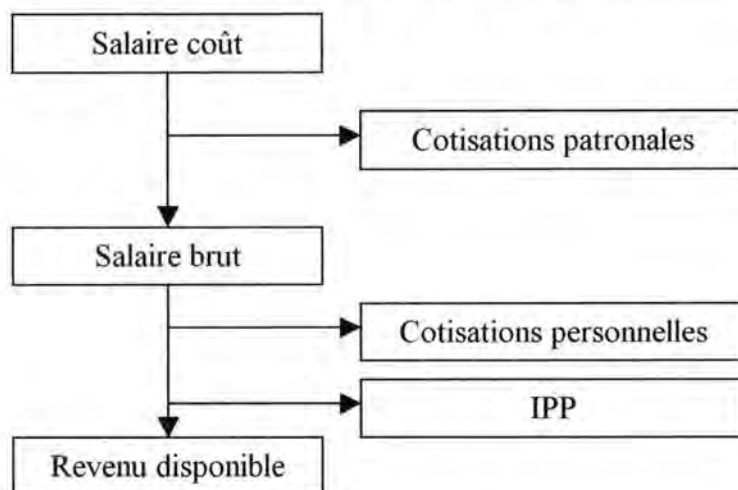 Salaire coût
Cotisations patronales
Salaire brut
Cotisations personnelles
IPP
Revenu disponible